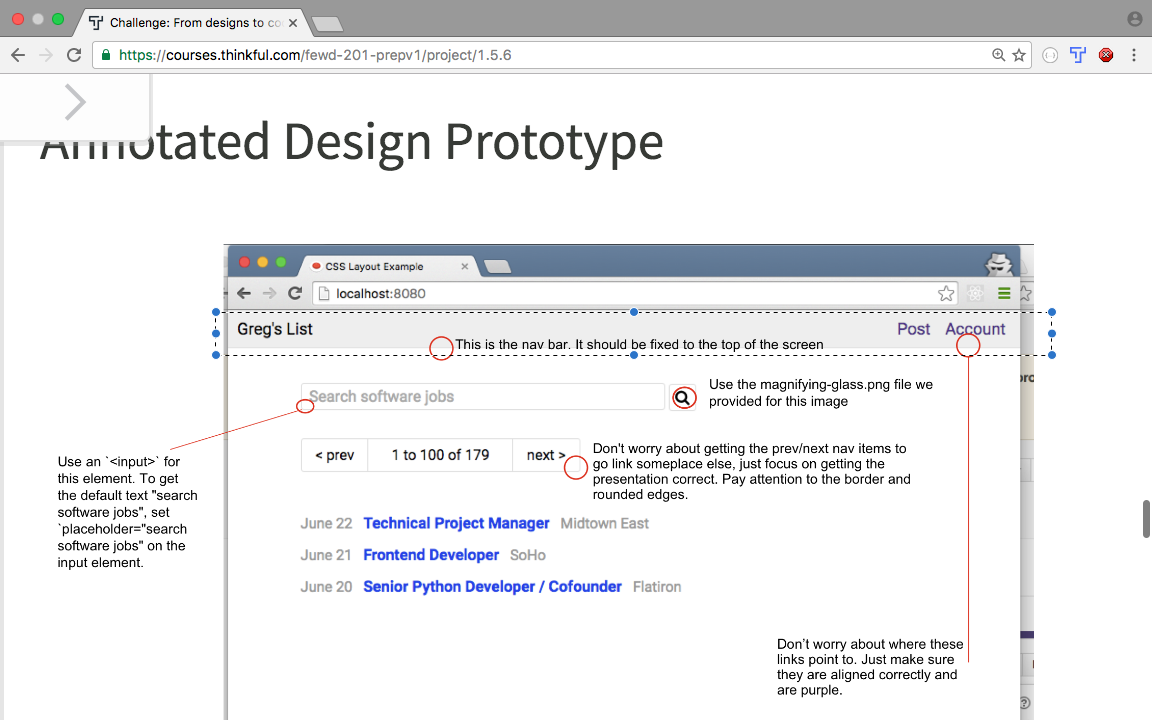 Challenge: From designs to co
https://courses.thinkful.com/fewd-201-prepv1/project/1.5.6
Annotated Design Prototype
CSS Layout Example
localhost:8080
Greg's List
Post Account
This is the nav bar. It should be fixed to the top of the screen
Search software jobs
Use the magnifying-glass.png file we
provided for this image
< prev 1 to 100 of 179 next >
Don't worry about getting the prev/next nav items to
go link someplace else, just focus on getting the
presentation correct. Pay attention to the border and
rounded edges.
Use an `<input>` for
this element. To get
the default text "search
software jobs", set
`placeholder="search
software jobs" on the
input element.
June 22 Technical Project Manager Midtown East
June 21 Frontend Developer SoHo
June 20 Senior Python Developer / Cofounder Flatiron
Don't worry about where these
links point to. Just make sure
they are aligned correctly and
are purple.